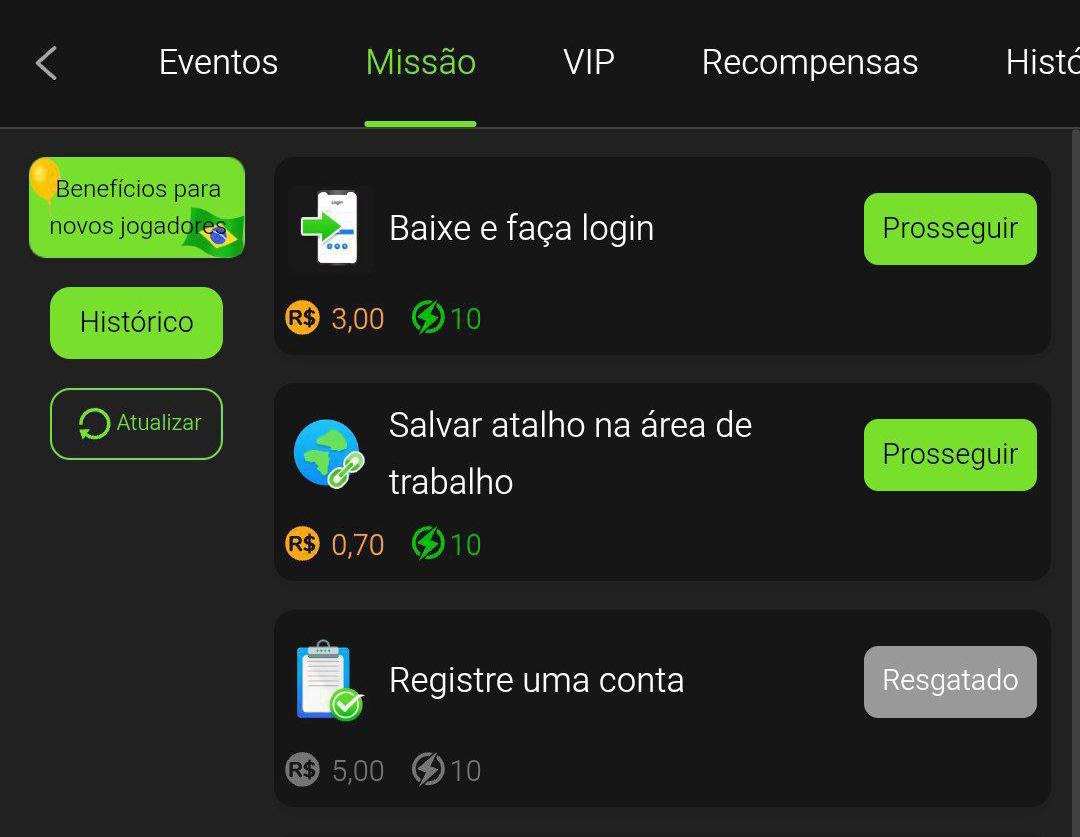 Eventos
Missão
VIP
Recompensas
Histó
Benefícios para
novos jogadores
Histórico
Atualizar
Login
Baixe e faça login
Prosseguir
R$ 3,00 10
Salvar atalho na área de
trabalho
Prosseguir
R$ 0,70 10
Registre uma conta
Resgatado
R$ 5,00 10